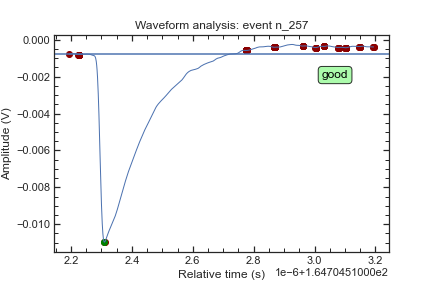 Waveform analysis: event n_257
Amplitude (V)
0.000
−0.002
−0.004
−0.006
−0.008
−0.010
good
2.2 2.4 2.6 2.8 3.0 3.2
Relative time (s) 1e−6+1.6470451000e2